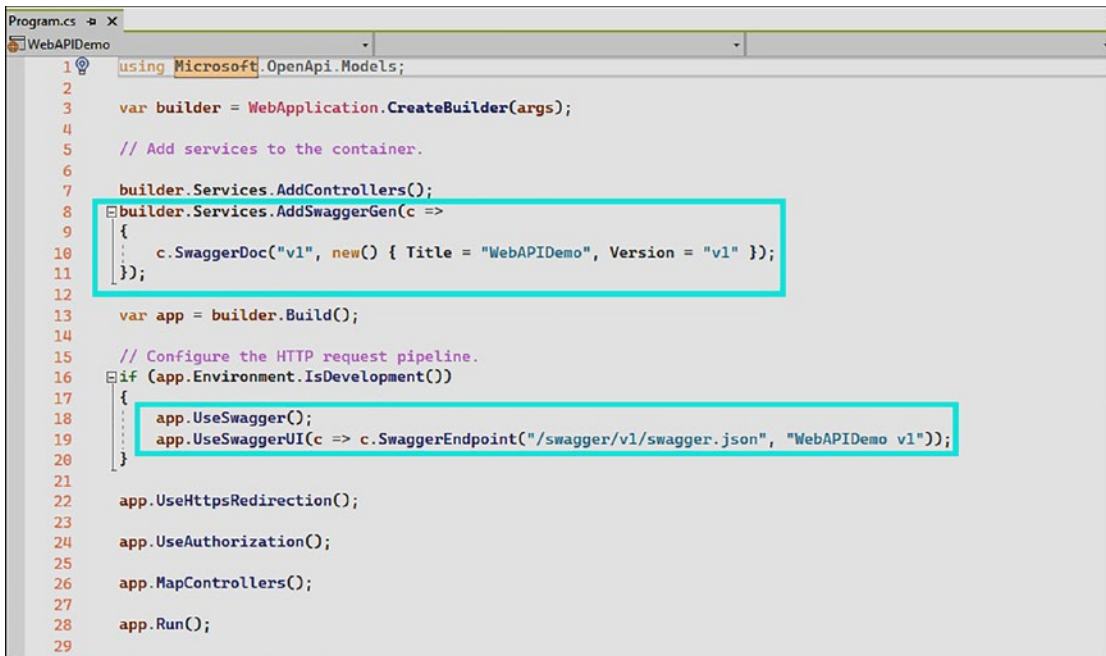 Program.cs
WebAPIDemo
1 using Microsoft.OpenApi.Models;
2
3 var builder = WebApplication.CreateBuilder(args);
4
5 // Add services to the container.
6
7 builder.Services.AddControllers();
8 builder.Services.AddSwaggerGen(c =>
9 {
10 c.SwaggerDoc("v1", new() { Title = "WebAPIDemo", Version = "v1" });
11 });
12
13 var app = builder.Build();
14
15 // Configure the HTTP request pipeline.
16 if (app.Environment.IsDevelopment())
17 {
18 app.UseSwagger();
19 app.UseSwaggerUI(c => c.SwaggerEndpoint("/swagger/v1/swagger.json", "WebAPIDemo v1"));
20 }
21
22 app.UseHttpsRedirection();
23
24 app.UseAuthorization();
25
26 app.MapControllers();
27
28 app.Run();
29